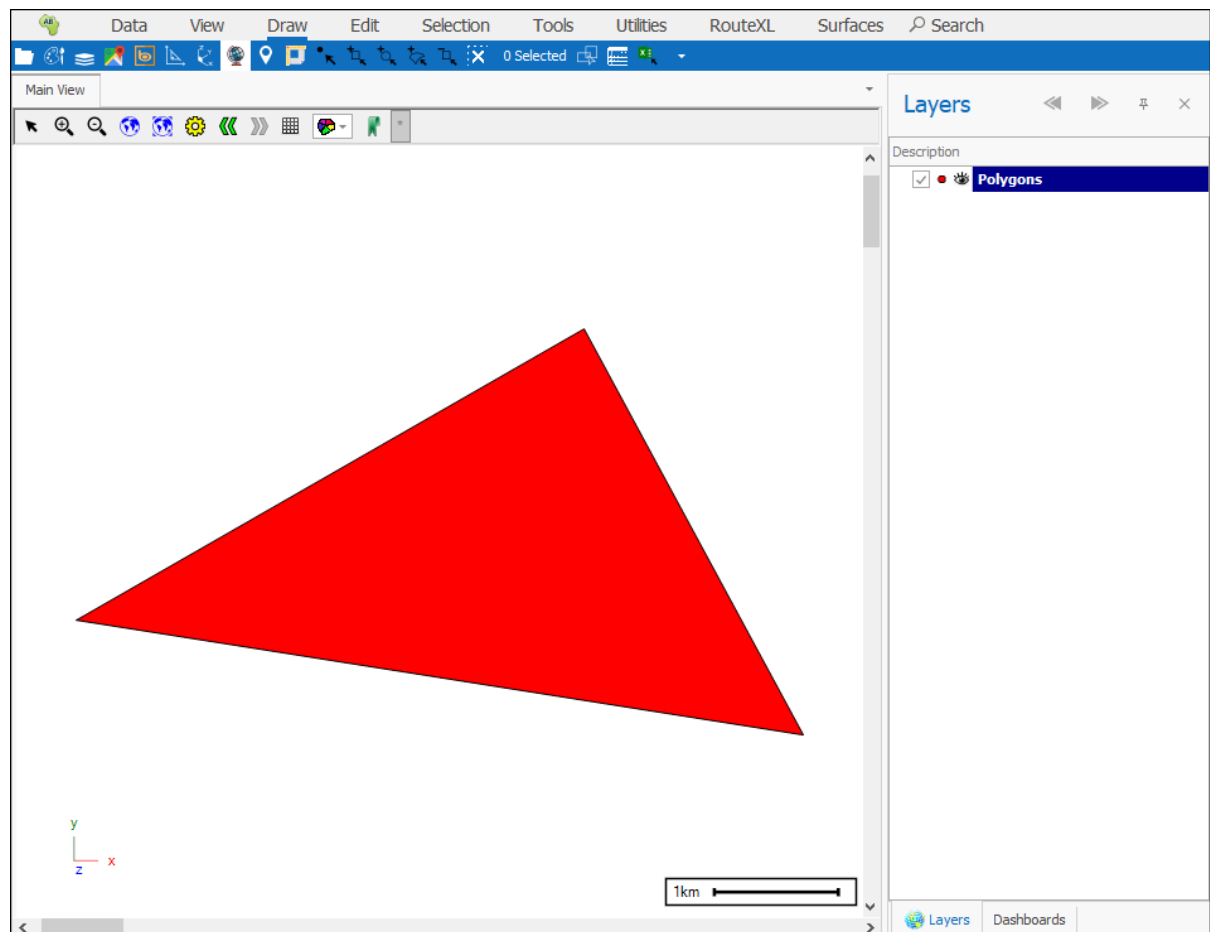 AB Data View Draw Edit Selection Tools Utilities RouteXL Surfaces Search
0 Selected
Main View
Layers
Description
Polygons
y
x
z
1km
Layers Dashboards